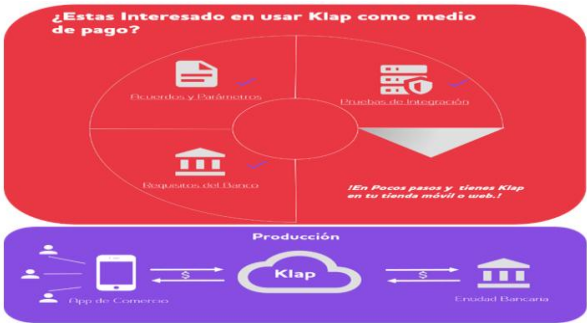 ¿Estas Interesado en usar Klap como medio
de pago?
Acuerdos y Parámetros
Pruebas de Integración
Requisitos del Banco
!En Pocos pasos y tienes Klap
en tu tienda móvil o web.!
Producción
$
Klap
$
App de Comercio
Entidad Bancaria